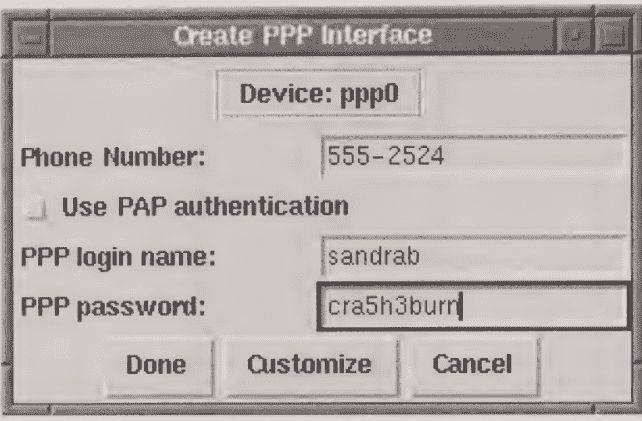 Create PPP Interface
Device: ppp0
Phone Number: 555-2524
Use PAP authentication
PPP login name: sandrab
PPP password: cra5h3burn
Done Customize Cancel